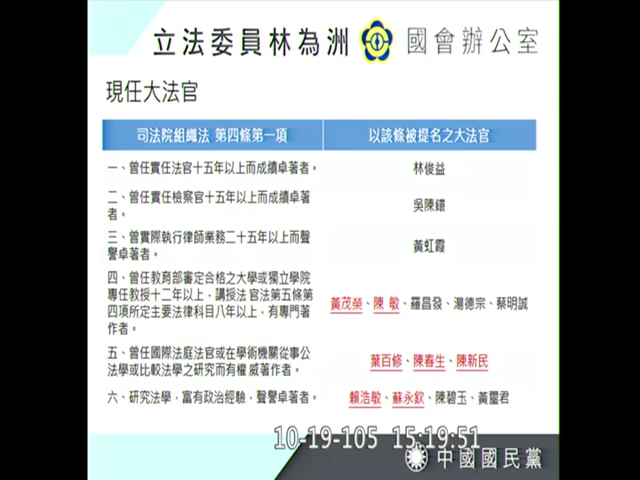 立法委員林為洲 國會辦公室
現任大法官
司法院組織法 第四條第一項 以該條被提名之大法官
一、曾任實任法官十五年以上而成績卓著者。 林俊益
二、曾任實任檢察官十五年以上而成績卓著
者。
吳陳鐶
三、曾實際執行律師業務二十五年以上而聲
譽卓著者。
黃虹霞
四、曾任教育部審定合格之大學或獨立學院
專任教授十二年以上，講授法 官法第五條第
四項所定主要法律科目八年以上，有專門著
作者。
黃茂榮、陳 敏、羅昌發、湯德宗、蔡明誠
五、曾任國際法庭法官或在學術機關從事公
法學或比較法學之研究而有權 威著作者。
葉百修、陳春生、陳新民
六、研究法學，富有政治經驗，聲譽卓著者。 賴浩敏、蘇永欽、陳碧玉、黃璽君
10-19-105 15:19:51
中國國民黨